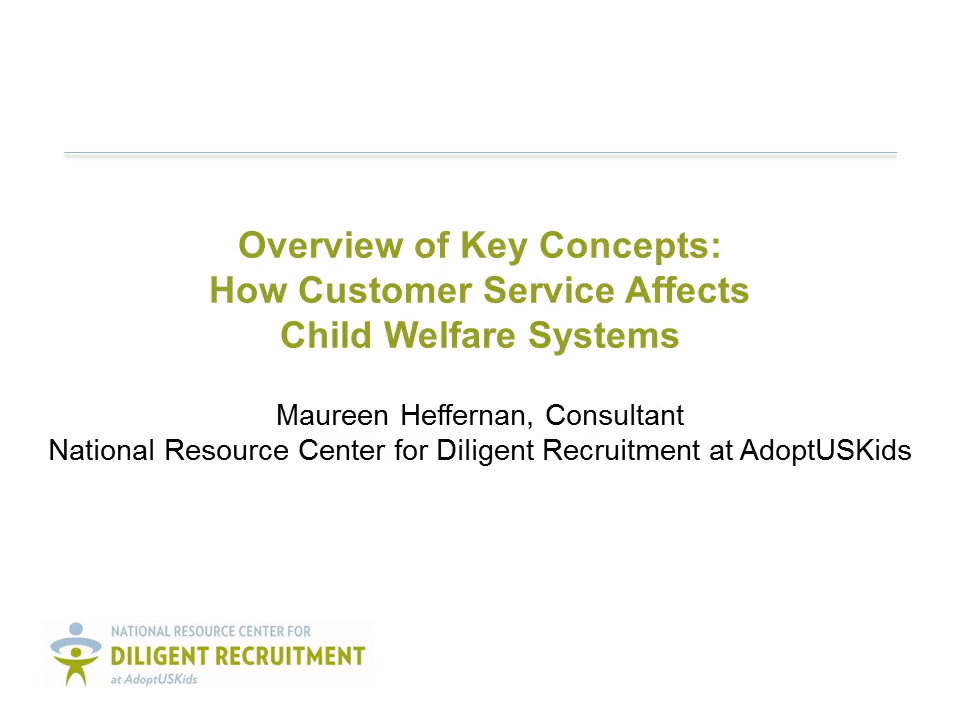 Overview of Key Concepts:
How Customer Service Affects
Child Welfare Systems
Maureen Heffernan, Consultant
National Resource Center for Diligent Recruitment at AdoptUSKids
NATIONAL RESOURCE CENTER FOR
DILIGENT RECRUITMENT
at AdoptUSKids